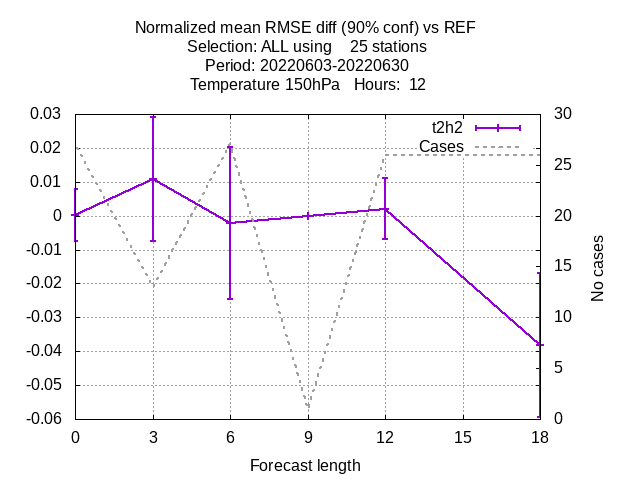 Normalized mean RMSE diff (90% conf) vs REF
Selection: ALL using    25 stations
Period: 20220603-20220630
Temperature 150hPa   Hours:  12
0.03
0.02
0.01
0
-0.01
-0.02
-0.03
-0.04
-0.05
-0.06
t2h2
Cases
30
25
20
15
10
5
0
No cases
0 3 6 9 12 15 18
Forecast length